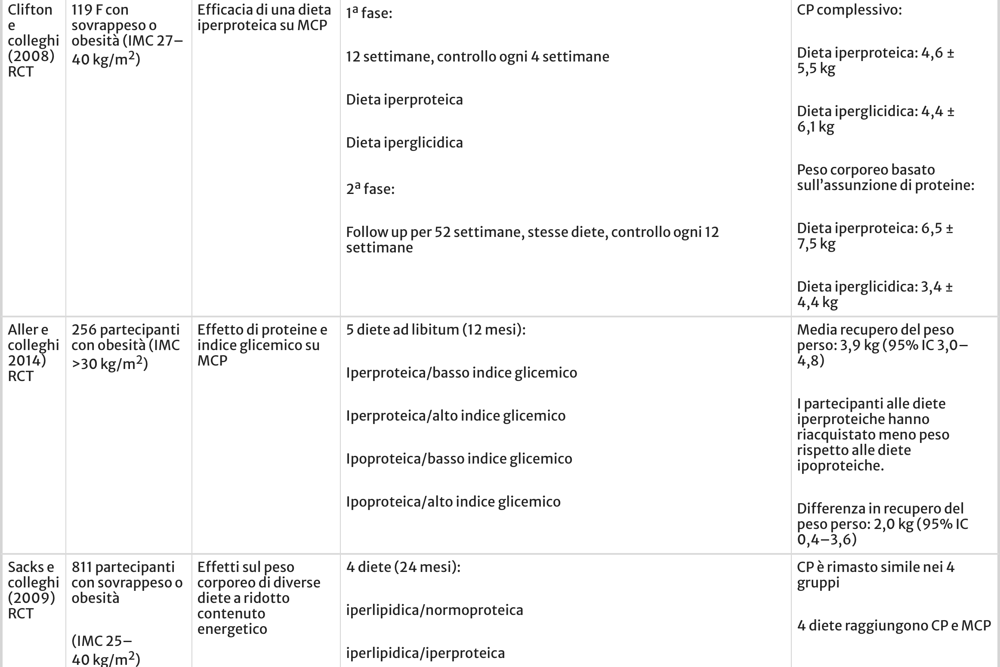 Clifton
e
colleghi
(2008)
RCT
119 F con
sovrappeso o
obesità (IMC 27–
40 kg/m²)
Efficacia di una dieta
iperproteica su MCP
1ª fase:
12 settimane, controllo ogni 4 settimane
Dieta iperproteica
Dieta iperglicidica
2ª fase:
Follow up per 52 settimane, stesse diete, controllo ogni 12
settimane
CP complessivo:
Dieta iperproteica: 4,6 ±
5,5 kg
Dieta iperglicidica: 4,4 ±
6,1 kg
Peso corporeo basato
sull’assunzione di proteine:
Dieta iperproteica: 6,5 ±
7,5 kg
Dieta iperglicidica: 3,4 ±
4,4 kg
Aller e
colleghi
2014)
RCT
256 partecipanti
con obesità (IMC
>30 kg/m²)
Effetto di proteine e
indice glicemico su
MCP
5 diete ad libitum (12 mesi):
Iperproteica/basso indice glicemico
Iperproteica/alto indice glicemico
Ipoproteica/basso indice glicemico
Ipoproteica/alto indice glicemico
Media recupero del peso
perso: 3,9 kg (95% IC 3,0–
4,8)
I partecipanti alle diete
iperproteiche hanno
riacquistato meno peso
rispetto alle diete
ipoproteiche.
Differenza in recupero del
peso perso: 2,0 kg (95% IC
0,4–3,6)
Sacks e
colleghi
(2009)
RCT
811 partecipanti
con sovrappeso o
obesità
(IMC 25–
40 kg/m²)
Effetti sul peso
corporeo di diverse
diete a ridotto
contenuto
energetico
4 diete (24 mesi):
iperlipidica/normoproteica
iperlipidica/iperproteica
CP è rimasto simile nei 4
gruppi
4 diete raggiungono CP e MCP